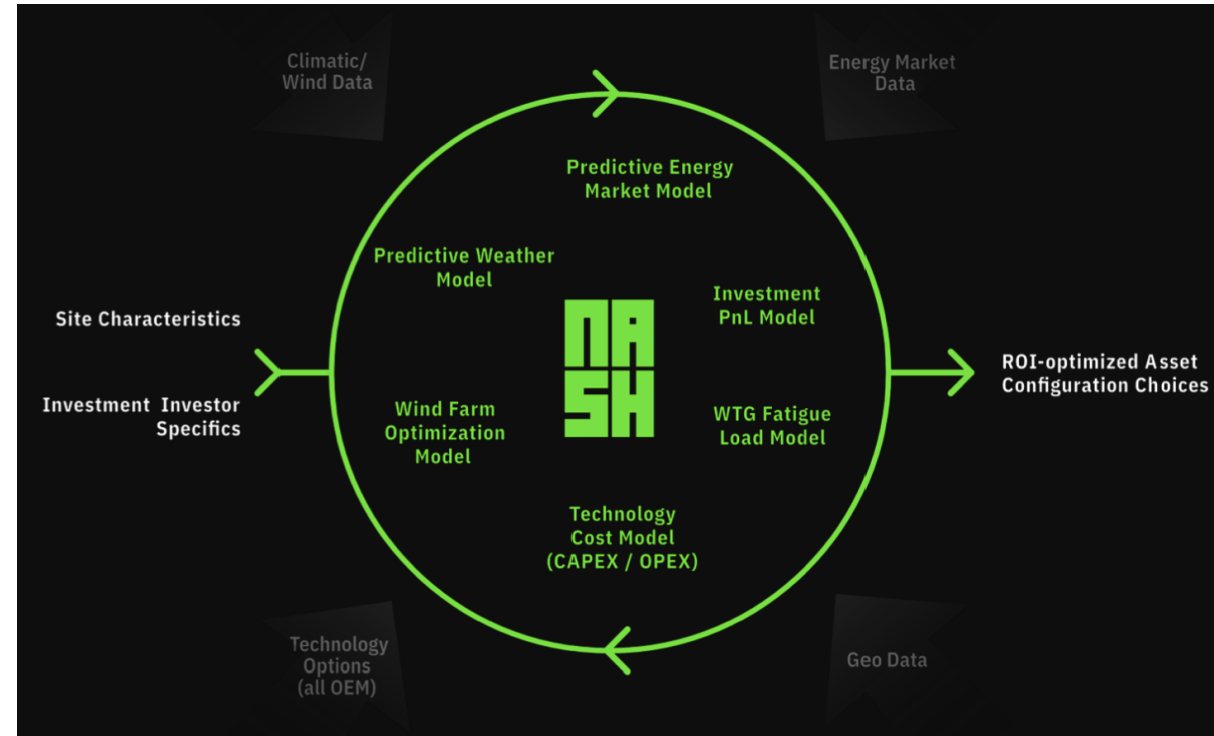 Climatic/
Wind Data
Energy Market
Data
Predictive Energy
Market Model
Predictive Weather
Model
Investment
PnL Model
NA
SH
Site Characteristics
Investment Investor
Specifics
ROI-optimized Asset
Configuration Choices
Wind Farm
Optimization
Model
WTG Fatigue
Load Model
Technology
Cost Model
(CAPEX / OPEX)
Technology
Options
(all OEM)
Geo Data